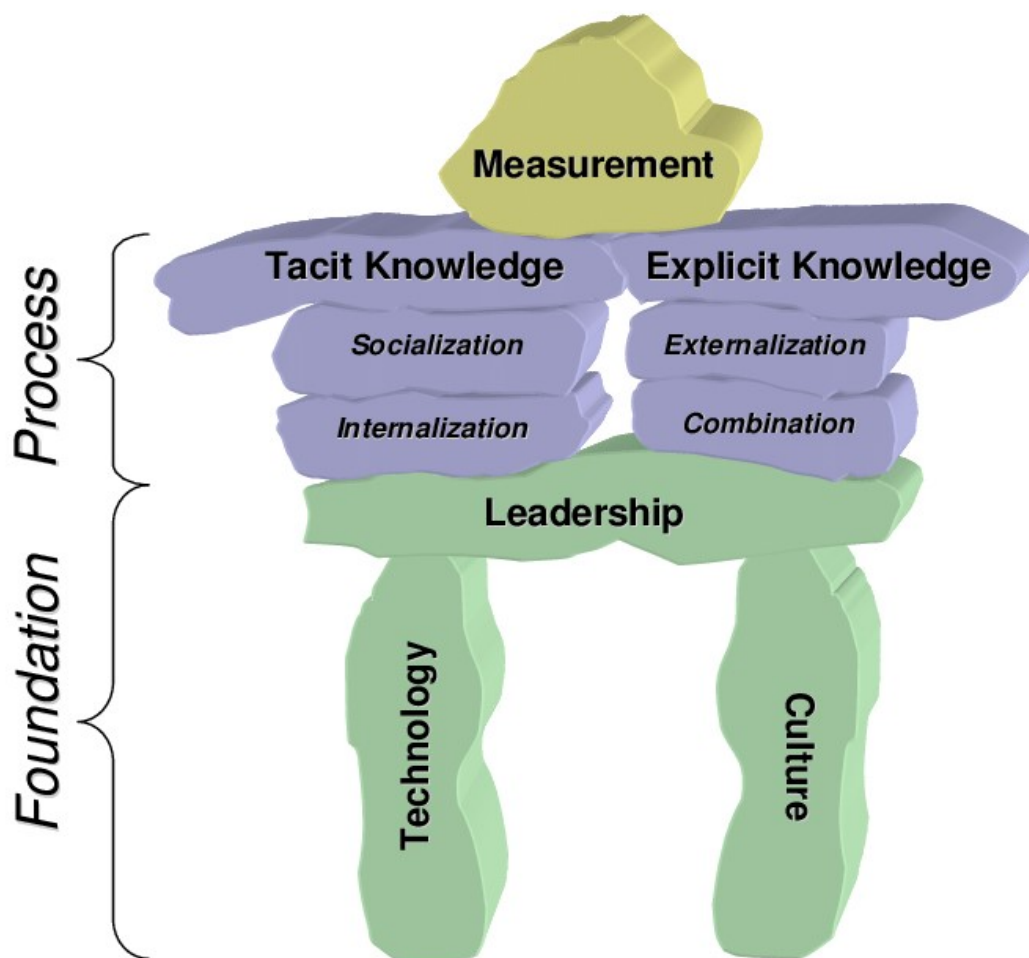 Measurement
Tacit Knowledge
Explicit Knowledge
Socialization
Externalization
Internalization
Combination
Process
Leadership
Foundation
Technology
Culture